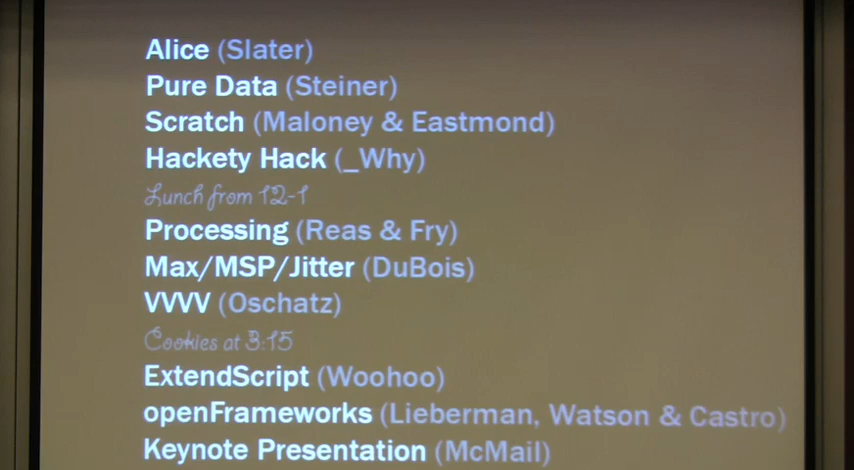 Alice (Slater)
Pure Data (Steiner)
Scratch (Maloney & Eastmond)
Hackety Hack (_Why)
Lunch from 12-1
Processing (Reas & Fry)
Max/MSP/Jitter (DuBois)
VVVV (Oschatz)
Cookies at 3:15
ExtendScript (Woohoo)
openFrameworks (Lieberman, Watson & Castro)
Keynote Presentation (McMail)